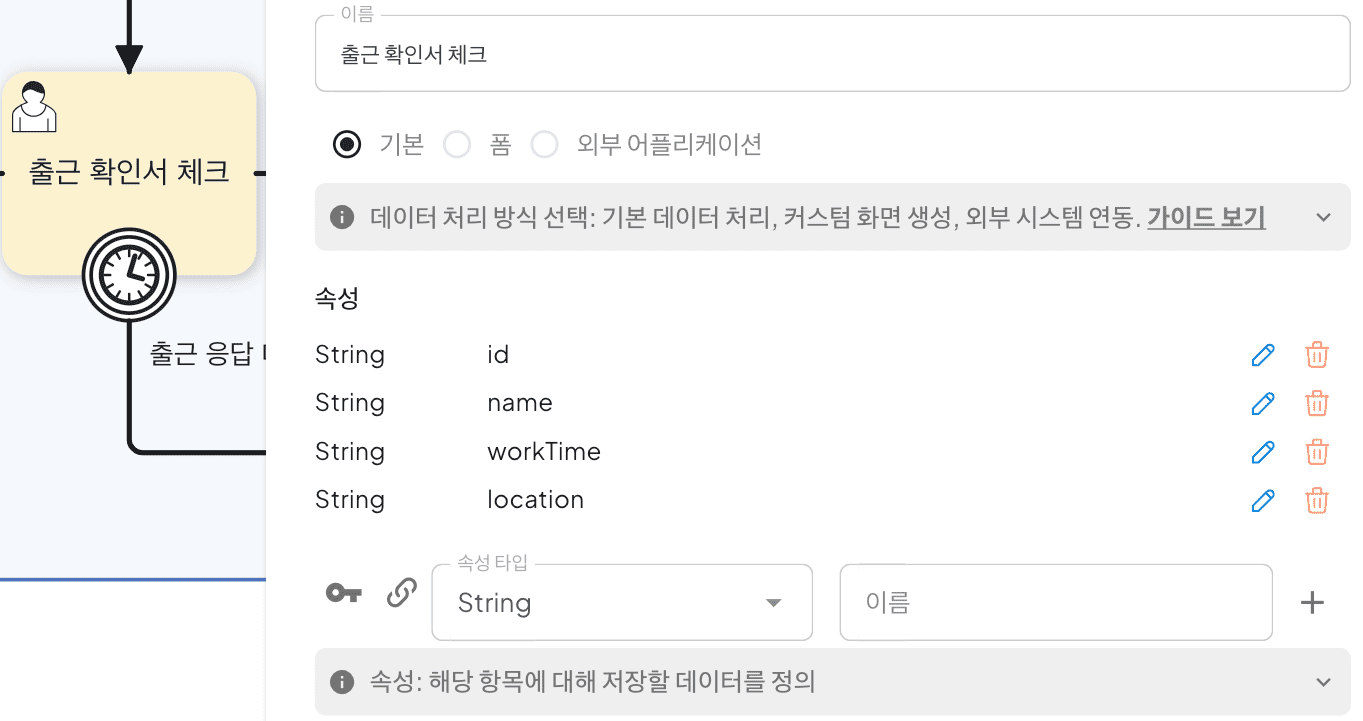 이름
출근 확인서 체크
기본 폼 외부 어플리케이션
출근 확인서 체크
데이터 처리 방식 선택: 기본 데이터 처리, 커스텀 화면 생성, 외부 시스템 연동. 가이드 보기
속성
출근 응답
String id
String name
String workTime
String location
속성 타입
String
이름
속성: 해당 항목에 대해 저장할 데이터를 정의